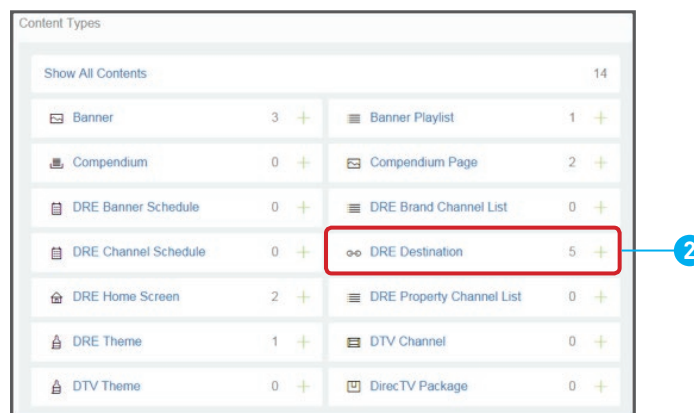 Content Types
Show All Contents 14
Banner 3 +
Banner Playlist 1 +
Compendium 0 +
Compendium Page 2 +
DRE Banner Schedule 0 +
DRE Brand Channel List 0 +
DRE Channel Schedule 0 +
DRE Destination 5 +
2
DRE Home Screen 2 +
DRE Property Channel List 0 +
DRE Theme 1 +
DTV Channel 0 +
DTV Theme 0 +
DirecTV Package 0 +